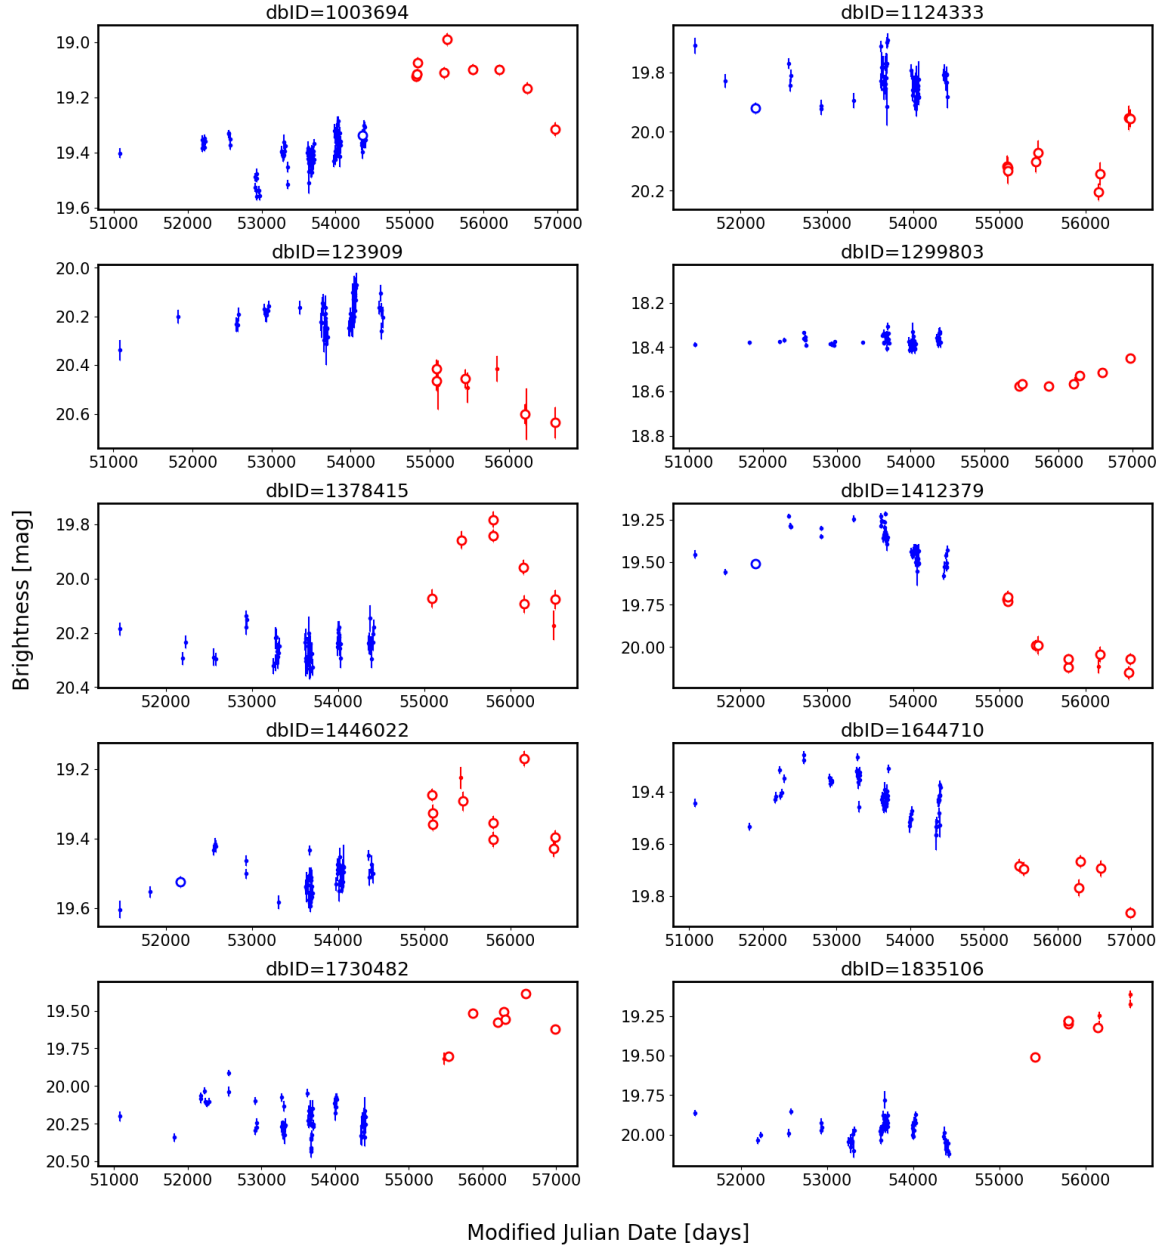 dbID=1003694
19.0
19.2
19.4
19.6
51000 52000 53000 54000 55000 56000 57000
dbID=1124333
19.8
20.0
20.2
52000 53000 54000 55000 56000
dbID=123909
20.0
20.2
20.4
20.6
51000 52000 53000 54000 55000 56000
dbID=1299803
18.2
18.4
18.6
18.8
51000 52000 53000 54000 55000 56000 57000
dbID=1378415
19.8
20.0
20.2
20.4
52000 53000 54000 55000 56000
dbID=1412379
19.25
19.50
19.75
20.00
52000 53000 54000 55000 56000
dbID=1446022
19.2
19.4
19.6
52000 53000 54000 55000 56000
dbID=1644710
19.4
19.6
19.8
51000 52000 53000 54000 55000 56000 57000
dbID=1730482
19.50
19.75
20.00
20.25
20.50
51000 52000 53000 54000 55000 56000 57000
dbID=1835106
19.25
19.50
19.75
20.00
52000 53000 54000 55000 56000
Brightness [mag]
Modified Julian Date [days]